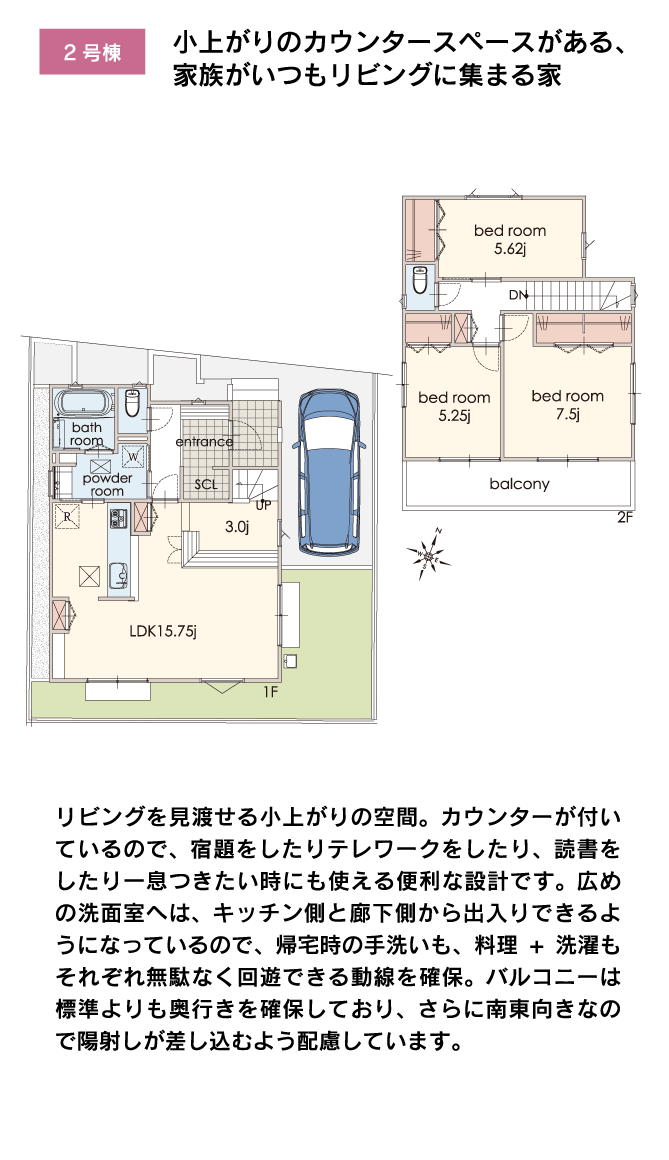 2号棟
小上がりのカウンタースペースがある、
家族がいつもリビングに集まる家
bed room
5.62j
DN
bed room
5.25j
bed room
7.5j
balcony
2F
bath
room
W
powder
room
entrance
SCL
UP
R
3.0j
LDK15.75j
1F
N
W
E
S
リビングを見渡せる小上がりの空間。カウンターが付い
ているので、宿題をしたりテレワークをしたり、読書を
したり一息つきたい時にも使える便利な設計です。広め
の洗面室へは、キッチン側と廊下側から出入りできるよ
うになっているので、帰宅時の手洗いも、料理 + 洗濯も
それぞれ無駄なく回遊できる動線を確保。バルコニーは
標準よりも奥行きを確保しており、さらに南東向きなの
で陽射しが差し込むよう配慮しています。